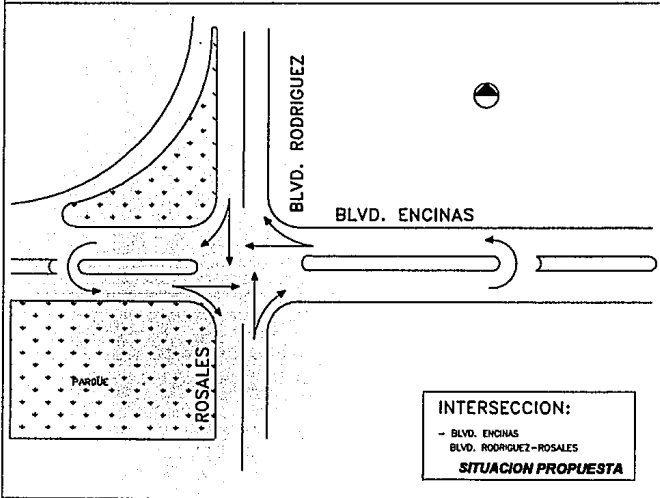 BLVD. RODRIGUEZ
BLVD. ENCINAS
PARQUE
ROSALES
INTERSECCION:
- BLVD. ENCINAS
BLVD. RODRIGUEZ-ROSALES
SITUACION PROPUESTA